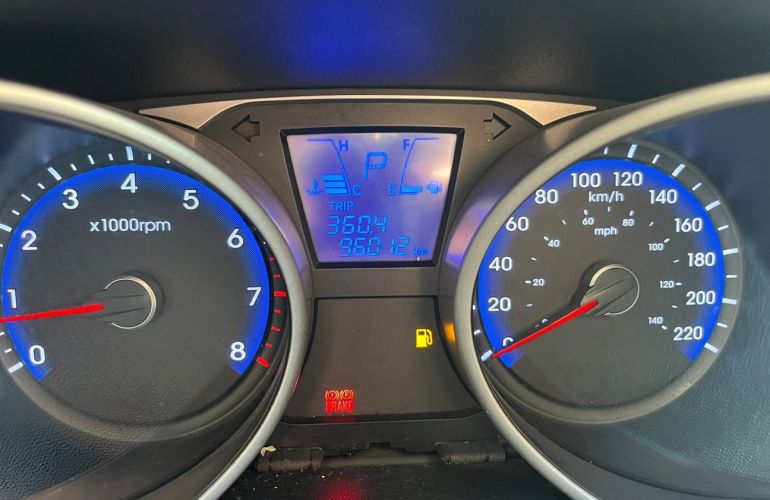 H F
P
C E
TRIP
360.4
96012 km
x1000rpm
0 1 2 3 4 5 6 7 8
km/h
0 20 40 60 80 100 120 140 160 180 200 220
mph
20 40 60 80 100 120 140
(!) (P)
BRAKE